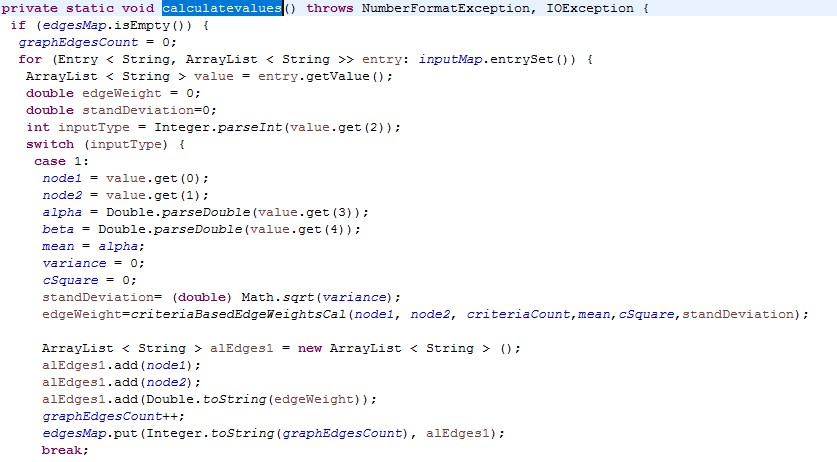 private static void calculatevalues() throws NumberFormatException, IOException {
if (edgesMap.isEmpty()) {
graphEdgesCount = 0;
for (Entry < String, ArrayList < String >> entry: inputMap.entrySet()) {
ArrayList < String > value = entry.getValue();
double edgeWeight = 0;
double standDeviation=0;
int inputType = Integer.parseInt(value.get(2));
switch (inputType) {
case 1:
node1 = value.get(0);
node2 = value.get(1);
alpha = Double.parseDouble(value.get(3));
beta = Double.parseDouble(value.get(4));
mean = alpha;
variance = 0;
cSquare = 0;
standDeviation= (double) Math.sqrt(variance);
edgeWeight=criteriaBasedEdgeWeightsCal(node1, node2, criteriaCount,mean,cSquare,standDeviation);
ArrayList < String > alEdges1 = new ArrayList < String > ();
alEdges1.add(node1);
alEdges1.add(node2);
alEdges1.add(Double.toString(edgeWeight));
graphEdgesCount++;
edgesMap.put(Integer.toString(graphEdgesCount), alEdges1);
break;